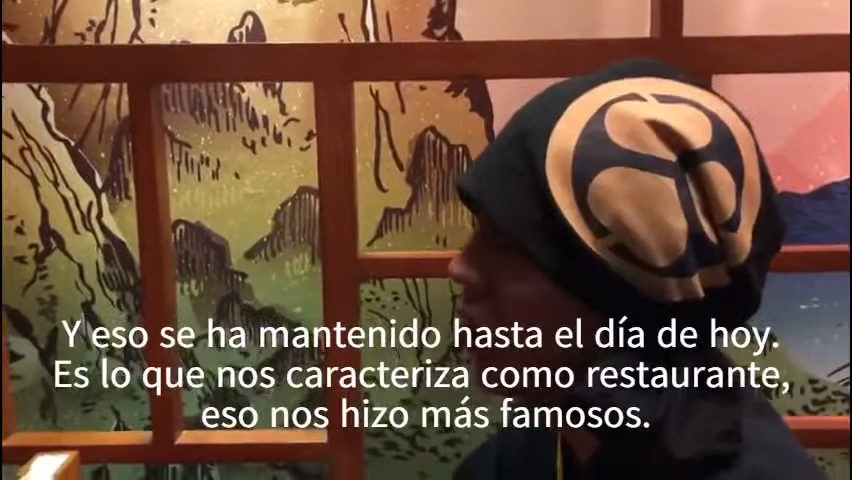 Y eso se ha mantenido hasta el día de hoy.
Es lo que nos caracteriza como restaurante,
eso nos hizo más famosos.